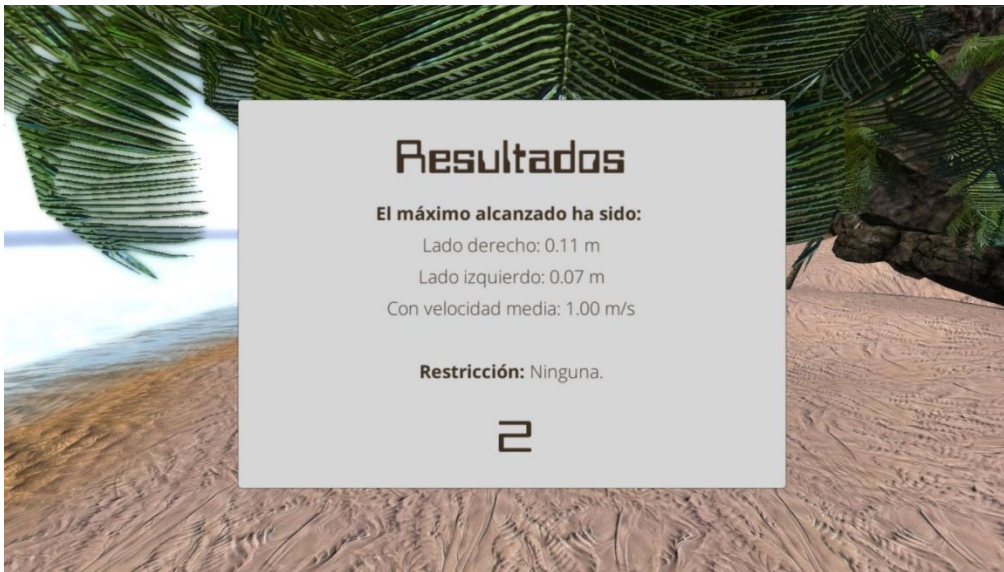 Resultados
El máximo alcanzado ha sido:
Lado derecho: 0.11 m
Lado izquierdo: 0.07 m
Con velocidad media: 1.00 m/s
Restricción: Ninguna.
2